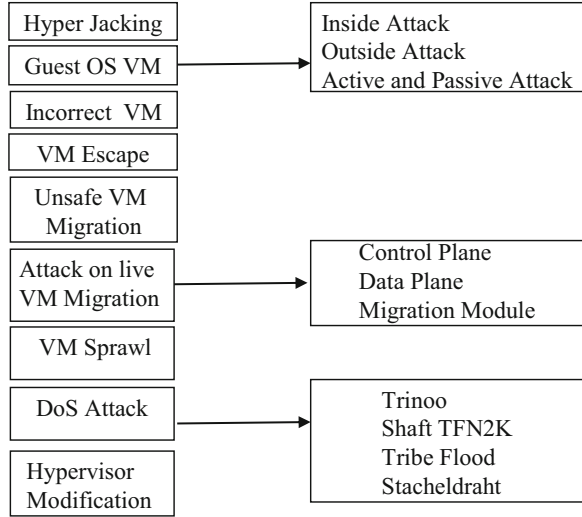 Hyper Jacking
Guest OS VM
Incorrect VM
VM Escape
Unsafe VM
Migration
Attack on live
VM Migration
VM Sprawl
DoS Attack
Hypervisor
Modification
Inside Attack
Outside Attack
Active and Passive Attack
Control Plane
Data Plane
Migration Module
Trinoo
Shaft TFN2K
Tribe Flood
Stacheldraht